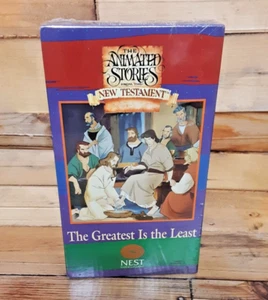 THE
ANIMATED
STORIES
FROM THE
NEW TESTAMENT
The Greatest Is the Least
NEST